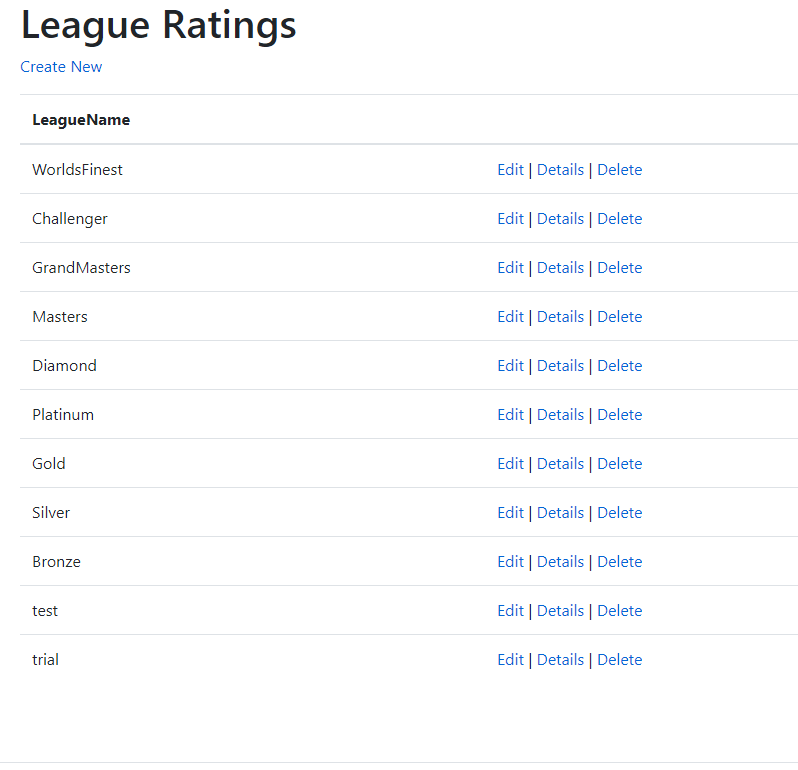 League Ratings
Create New
LeagueName
WorldsFinest Edit | Details | Delete
Challenger Edit | Details | Delete
GrandMasters Edit | Details | Delete
Masters Edit | Details | Delete
Diamond Edit | Details | Delete
Platinum Edit | Details | Delete
Gold Edit | Details | Delete
Silver Edit | Details | Delete
Bronze Edit | Details | Delete
test Edit | Details | Delete
trial Edit | Details | Delete